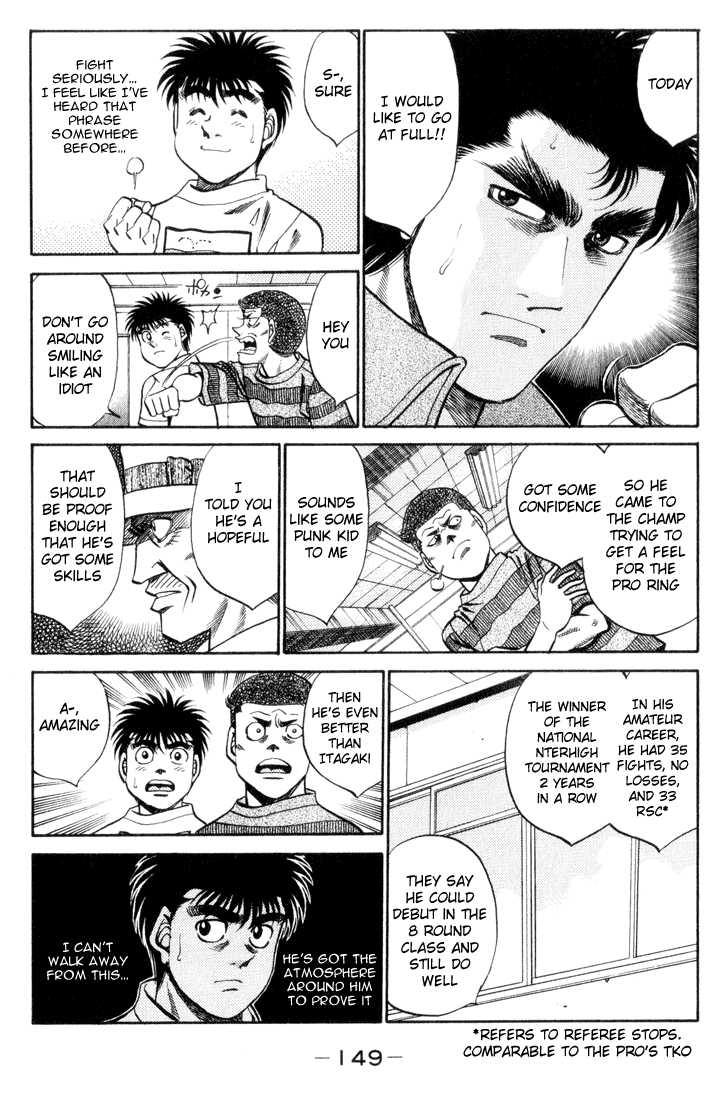 TODAY
I WOULD
LIKE TO GO
AT FULL!!
S-,
SURE
FIGHT
SERIOUSLY...
I FEEL LIKE I'VE
HEARD THAT
PHRASE
SOMEWHERE
BEFORE...
HEY
YOU
ポカ
DON'T GO
AROUND
SMILING
LIKE AN
IDIOT
SO HE
CAME TO
THE CHAMP
TRYING TO
GET A FEEL
FOR THE
PRO RING
GOT SOME
CONFIDENCE
SOUNDS
LIKE SOME
PUNK KID
TO ME
I
TOLD YOU
HE'S A
HOPEFUL
THAT
SHOULD
BE PROOF
ENOUGH
THAT HE'S
GOT SOME
SKILLS
IN HIS
AMATEUR
CAREER,
HE HAD 35
FIGHTS, NO
LOSSES,
AND 33
RSC*
THE WINNER
OF THE
NATIONAL
NTERHIGH
TOURNAMENT
2 YEARS
IN A ROW
THEY SAY
HE COULD
DEBUT IN THE
8 ROUND
CLASS AND
STILL DO
WELL
THEN
HE'S EVEN
BETTER
THAN
ITAGAKI
A-,
AMAZING
HE'S GOT THE
ATMOSPHERE
AROUND HIM
TO PROVE IT
I CAN'T
WALK AWAY
FROM THIS...
*REFERS TO REFEREE STOPS.
COMPARABLE TO THE PRO'S TKO
-149-